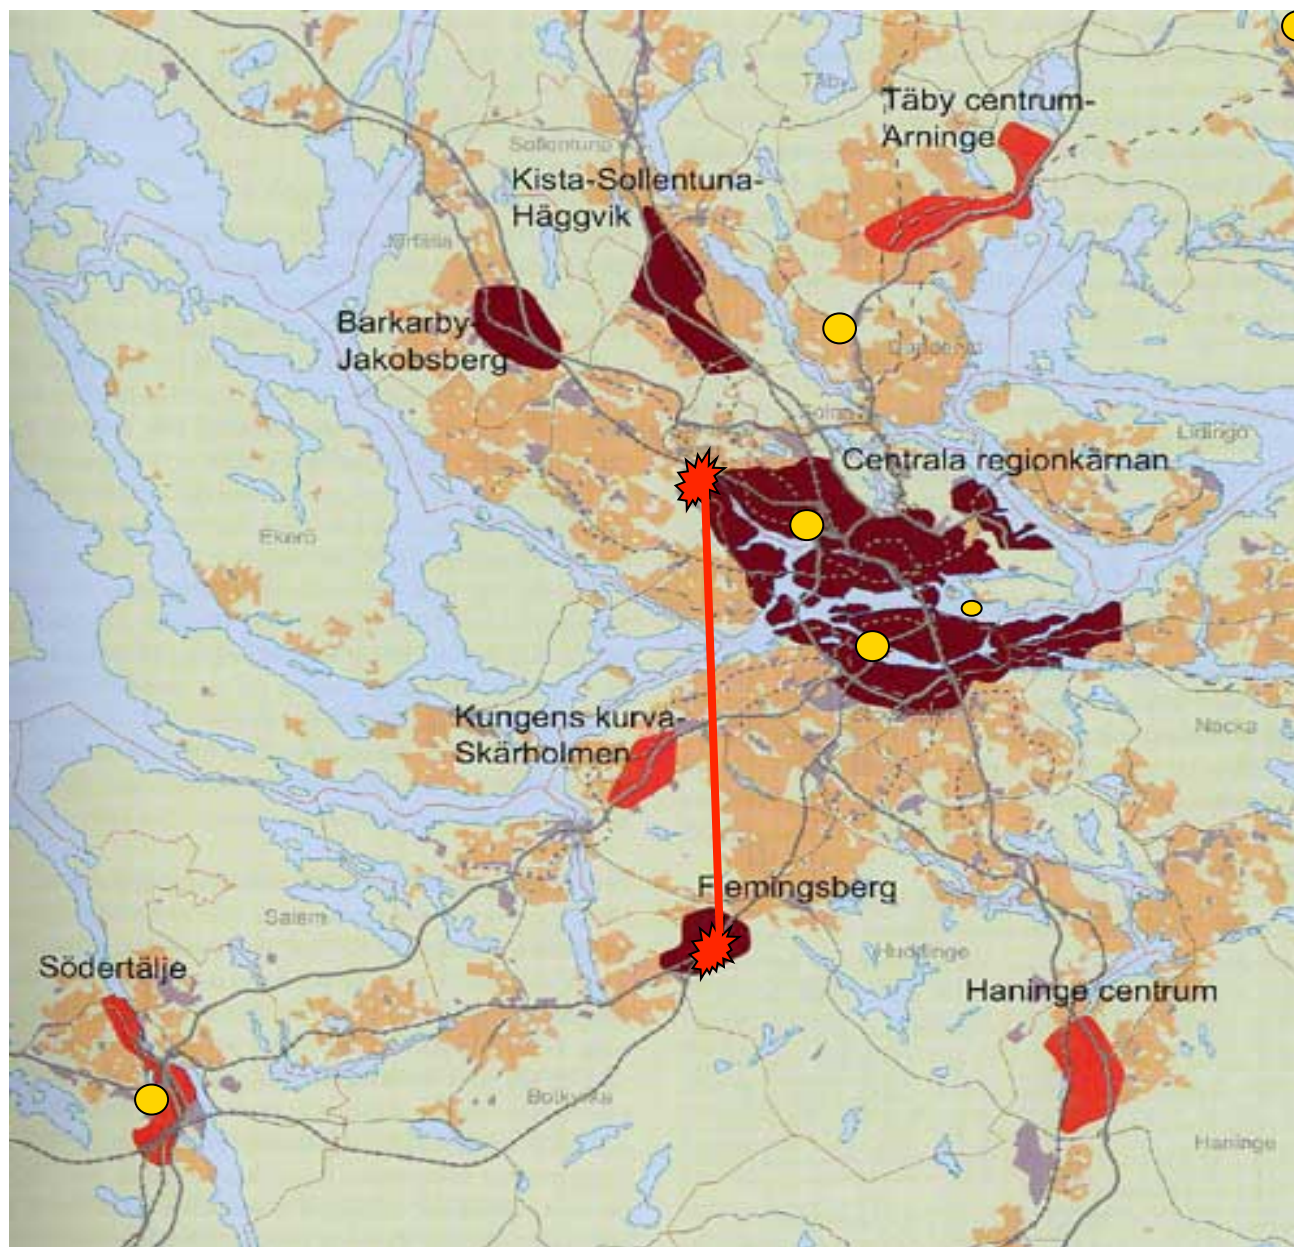 Täby
Täby centrum-
Arninge
Sollentuna
Kista-Sollentuna-
Häggvik
Järfälla
Barkarby-
Jakobsberg
Danderyd
Solna
Lidingö
Centrala regionkärnan
Ekerö
Kungens kurva-
Skärholmen
Nacka
Flemingsberg
Salem
Huddinge
Södertälje
Haninge centrum
Botkyrka
Haninge